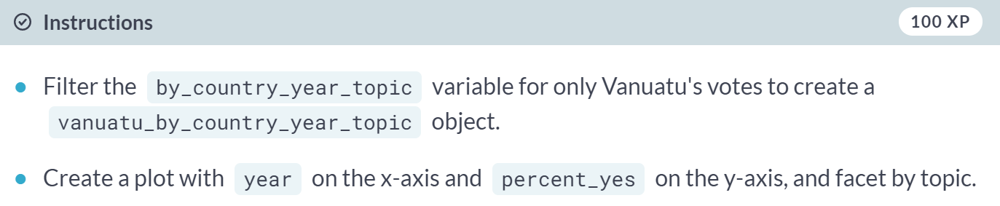 Instructions 100 XP
Filter the by_country_year_topic variable for only Vanuatu's votes to create a
vanuatu_by_country_year_topic object.
Create a plot with year on the x-axis and percent_yes on the y-axis, and facet by topic.